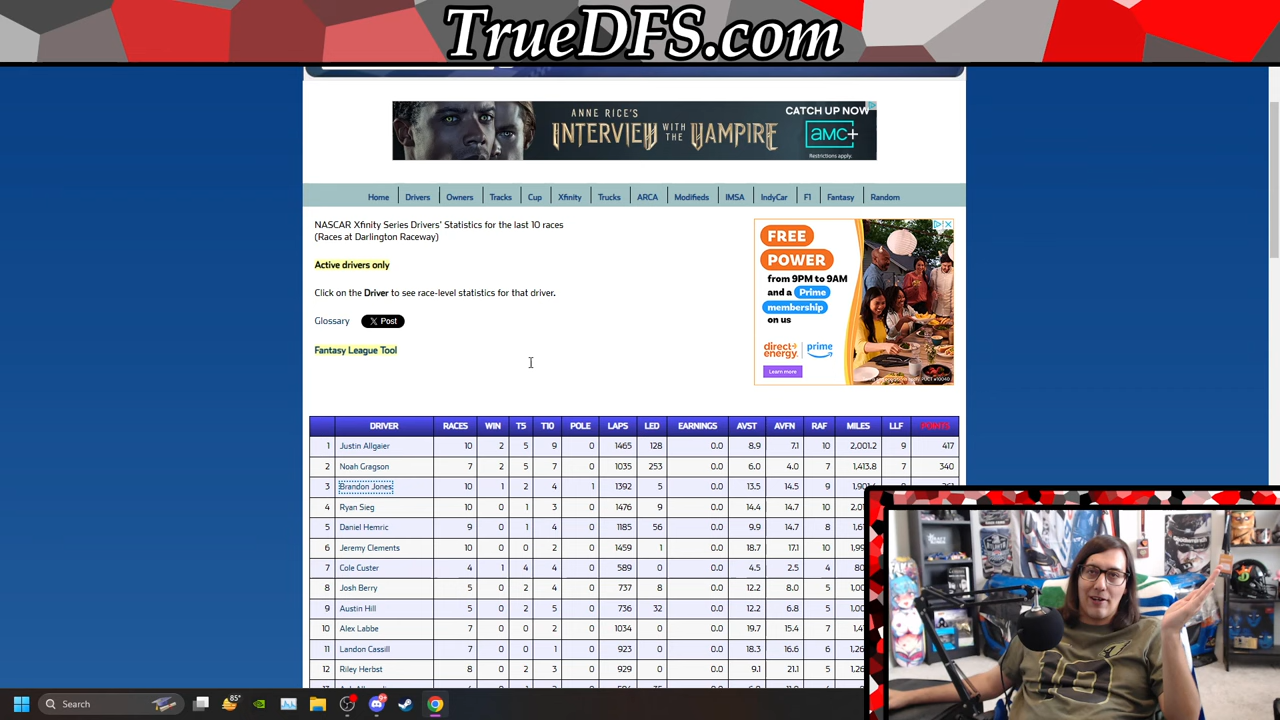 TrueDFS.com
ANNE RICE'S
INTERVIEW WITH THE VAMPIRE
CATCH UP NOW
amc+
Restrictions apply.
Home Drivers Owners Tracks Cup Xfinity Trucks ARCA Modifieds IMSA IndyCar F1 Fantasy Random
NASCAR Xfinity Series Drivers' Statistics for the last 10 races
(Races at Darlington Raceway)
Active drivers only
Click on the Driver to see race-level statistics for that driver.
Glossary X Post
Fantasy League Tool
FREE
POWER
from 9PM to 9AM
and a Prime
membership
on us
direct energy. prime
Learn more
DRIVER RACES WIN T5 T10 POLE LAPS LED EARNINGS AVST AVFN RAF MILES LLF POINTS
1 Justin Allgaier 10 2 5 9 0 1465 128 0.0 8.9 7.1 10 2,001.2 9 417
2 Noah Gragson 7 2 5 7 0 1035 253 0.0 6.0 4.0 7 1,413.8 7 340
3 Brandon Jones 10 1 2 4 1 1392 5 0.0 13.5 14.5 9
4 Ryan Sieg 10 0 1 3 0 1476 9 0.0 14.4 14.7 10
5 Daniel Hemric 9 0 1 4 0 1185 56 0.0 9.9 14.7 8
6 Jeremy Clements 10 0 0 2 0 1459 1 0.0 18.7 17.1 10
7 Cole Custer 4 1 4 4 0 589 0 0.0 4.5 2.5 4
8 Josh Berry 5 0 2 4 0 737 8 0.0 12.2 8.0 5
9 Austin Hill 5 0 2 5 0 736 32 0.0 12.2 6.8 5
10 Alex Labbe 7 0 0 2 0 1034 0 0.0 19.7 15.4 7
11 Landon Cassill 7 0 0 1 0 923 0 0.0 18.3 16.6 6
12 Riley Herbst 8 0 2 3 0 929 0 0.0 9.1 21.1 5
Search
85°